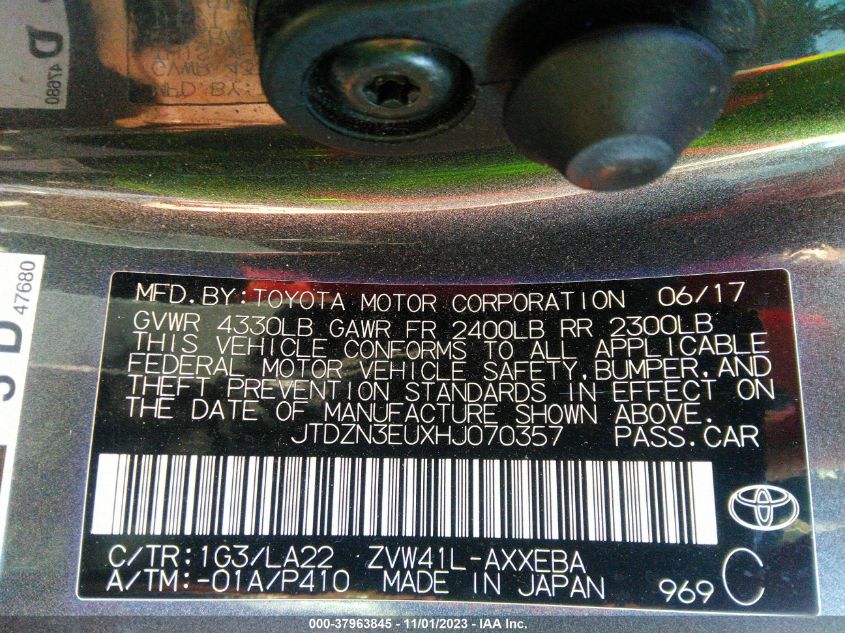 47680
D
47680
MFD. BY: TOYOTA MOTOR CORPORATION 06/17
GVWR 4330LB GAWR FR 2400LB RR 2300LB
THIS VEHICLE CONFORMS TO ALL APPLICABLE
FEDERAL MOTOR VEHICLE SAFETY, BUMPER, AND
THEFT PREVENTION STANDARDS IN EFFECT ON
THE DATE OF MANUFACTURE SHOWN ABOVE.
JTDZN3EUXHJ070357 PASS. CAR
C/TR: 1G3/LA22 ZVW41L-AXXEBA
A/TM: -01A/P410 MADE IN JAPAN 969 C
000-37963845 - 11/01/2023 - IAA Inc.